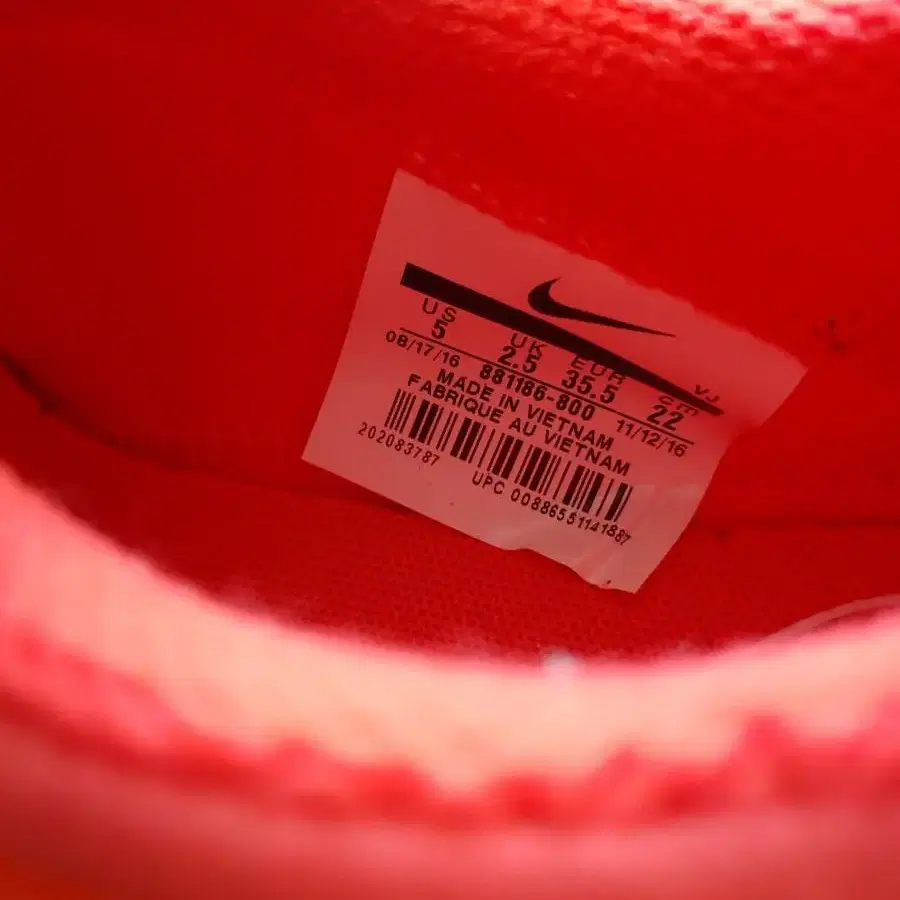 US UK EUR cm VJ
5 2.5 35.5 22
08/17/16 881186-800 11/12/16
MADE IN VIETNAM
FABRIQUE AU VIETNAM
202083787 UPC 00886551141887